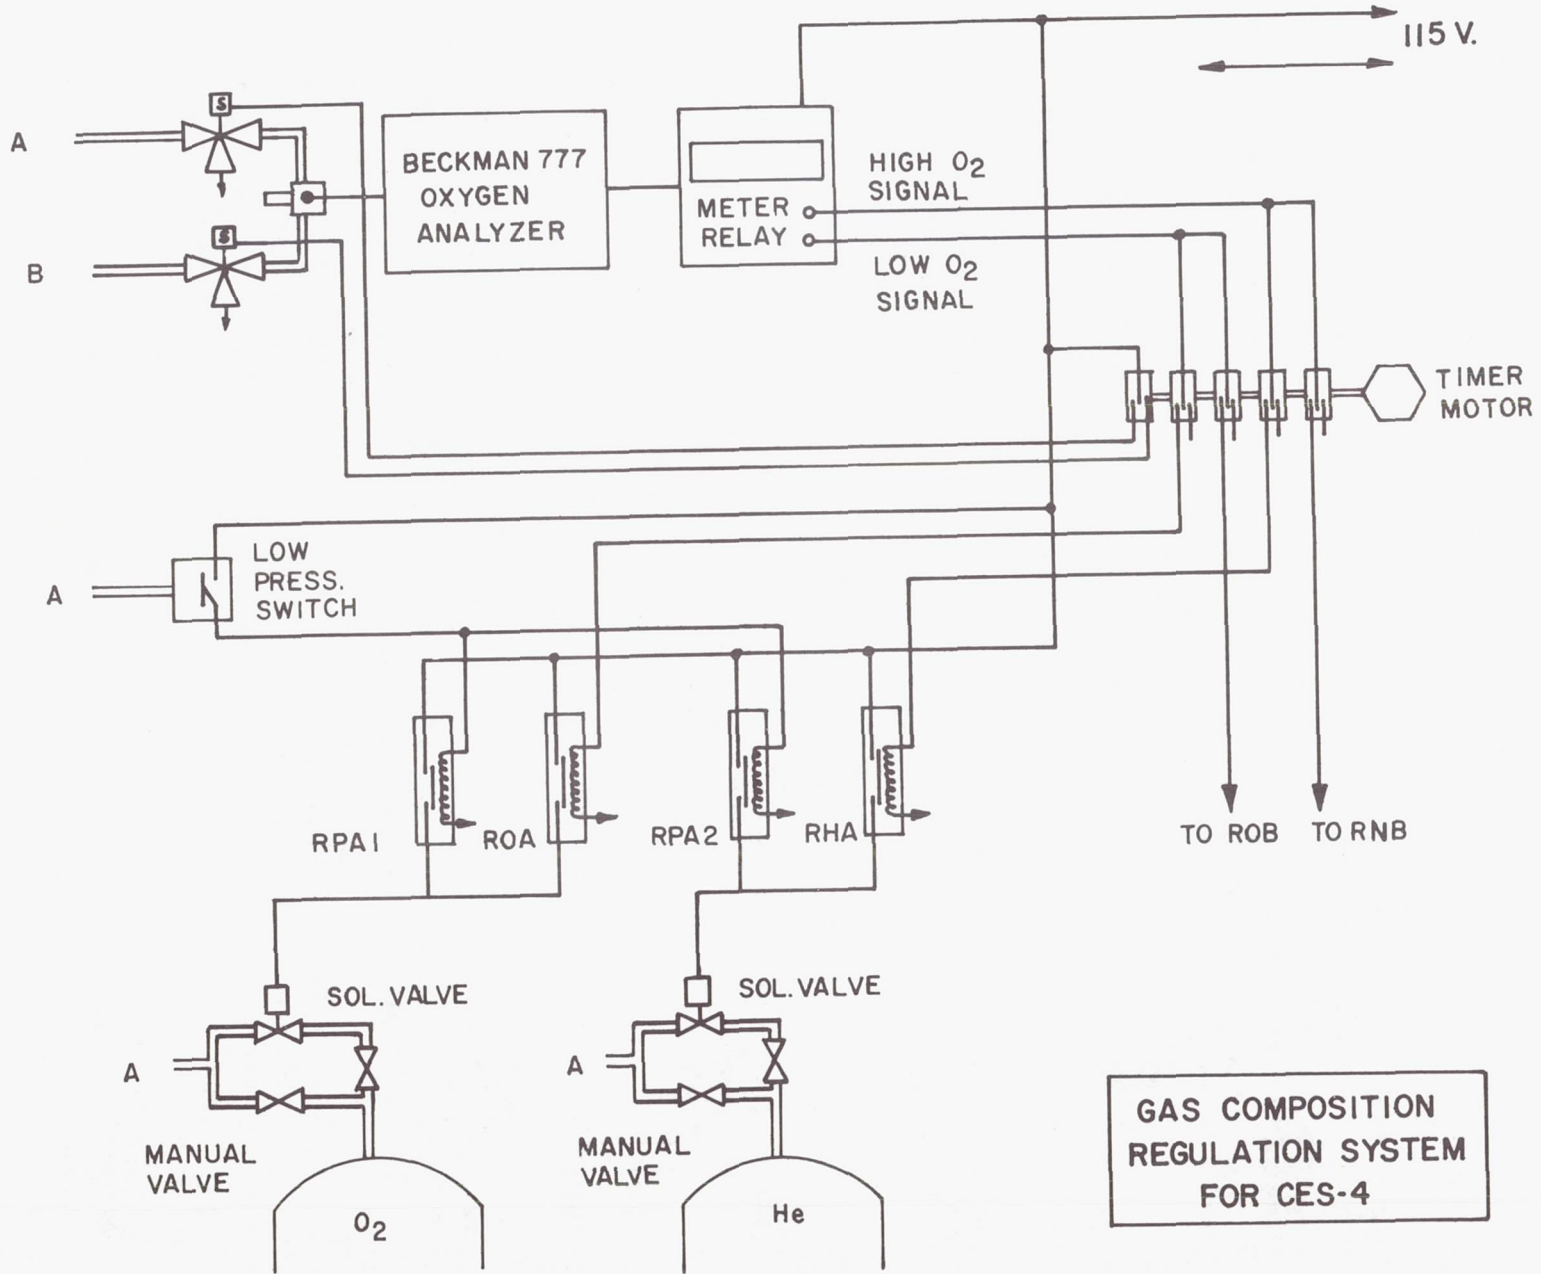 115 V.
A
S
BECKMAN 777
OXYGEN
ANALYZER
HIGH O2
SIGNAL
METER
RELAY
B
S
LOW O2
SIGNAL
TIMER
MOTOR
LOW
PRESS.
SWITCH
A
RPA1
ROA
RPA2
RHA
TO ROB
TO RNB
SOL. VALVE
SOL. VALVE
A
A
MANUAL
VALVE
MANUAL
VALVE
O2
He
GAS COMPOSITION
REGULATION SYSTEM
FOR CES-4